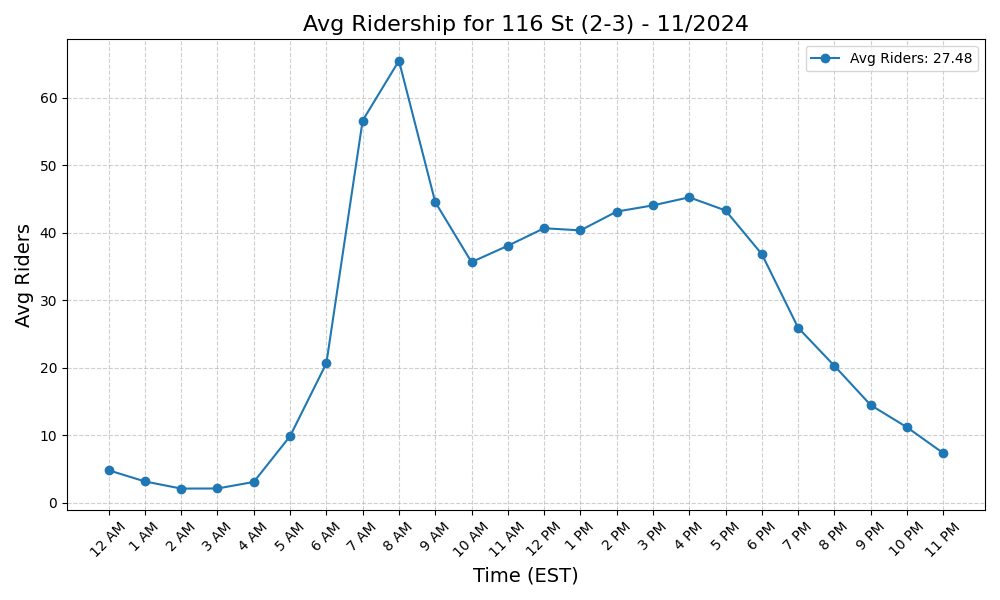 Avg Ridership for 116 St (2-3) - 11/2024
Avg Riders: 27.48
Avg Riders
60
50
40
30
20
10
0
12 AM
1 AM
2 AM
3 AM
4 AM
5 AM
6 AM
7 AM
8 AM
9 AM
10 AM
11 AM
12 PM
1 PM
2 PM
3 PM
4 PM
5 PM
6 PM
7 PM
8 PM
9 PM
10 PM
11 PM
Time (EST)